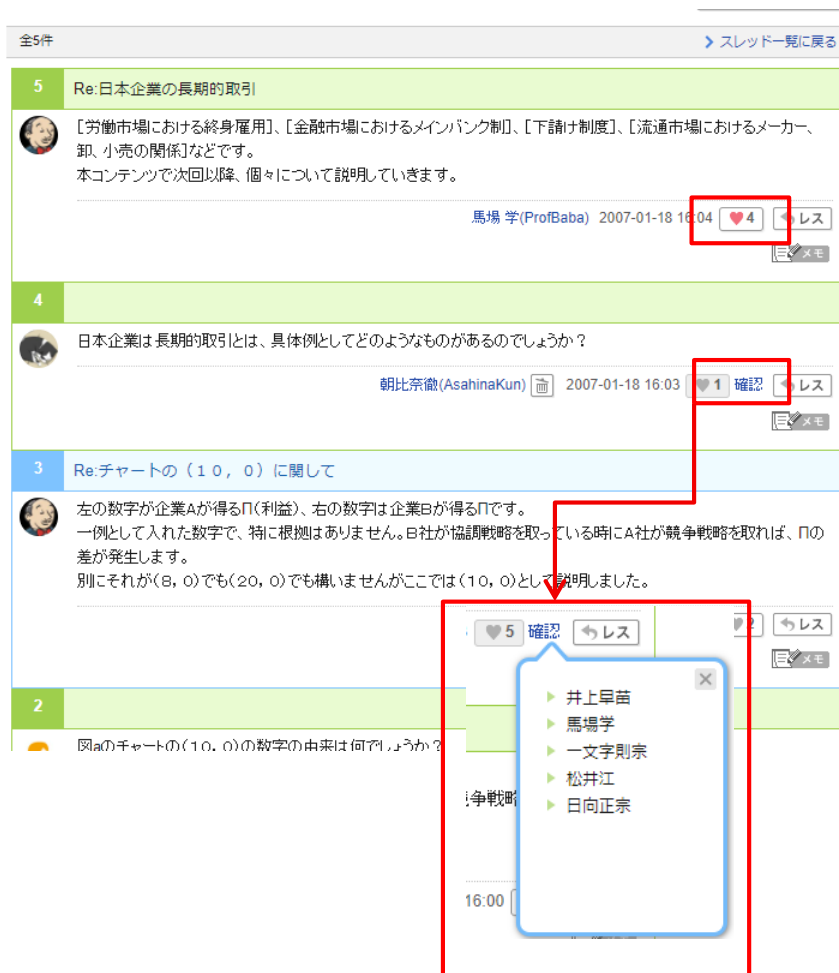 全5件
スレッド一覧に戻る
5 Re:日本企業の長期的取引
［労働市場における終身雇用］、［金融市場におけるメインバンク制］、［下請け制度］、［流通市場におけるメーカー、
卸、小売の関係］などです。
本コンテンツで次回以降、個々について説明していきます。
馬場 学(ProfBaba) 2007-01-18 16:04 4 レス
メモ
4
日本企業は長期的取引とは、具体例としてどのようなものがあるのでしょうか？
朝比奈徹(AsahinaKun) 2007-01-18 16:03 1 確認 レス
メモ
3 Re:チャートの（１０，０）に関して
左の数字が企業Aが得るΠ(利益)、右の数字は企業Bが得るΠです。
一例として入れた数字で、特に根拠はありません。B社が協調戦略を取っている時にA社が競争戦略を取れば、Πの
差が発生します。
別にそれが(8, 0)でも(20, 0)でも構いませんがここでは(10, 0)として説明しました。
5 確認 レス
2 レス
メモ
2
図aのチャートの(10, 0)の数字の由来は何でしょうか？
井上早苗
馬場学
一文字則宗
松井江
日向正宗
争戦略
16:00